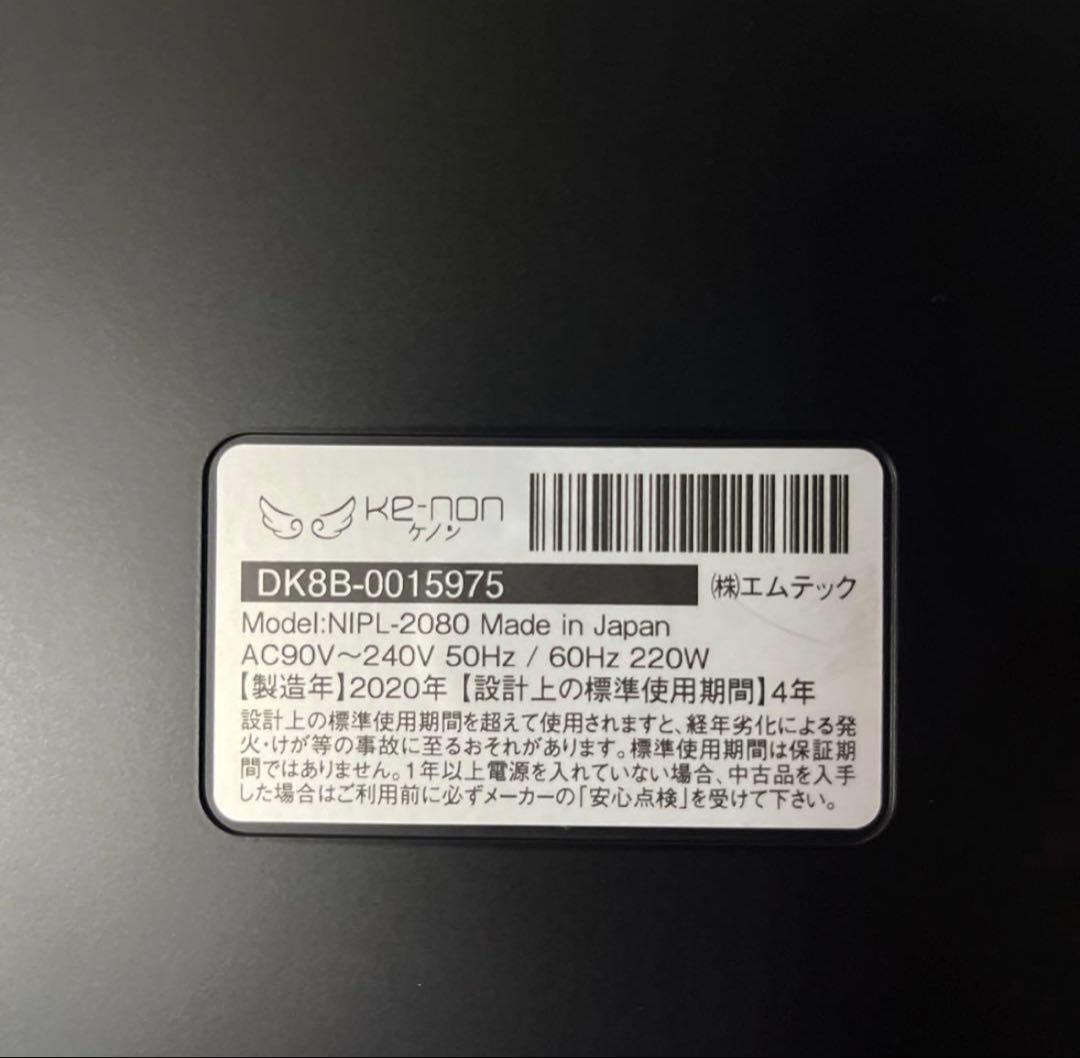 ke-non
ケノン
DK8B-0015975 ㈱エムテック
Model:NIPL-2080 Made in Japan
AC90V～240V 50Hz / 60Hz 220W
【製造年】2020年【設計上の標準使用期間】4年
設計上の標準使用期間を超えて使用されますと、経年劣化による発
火・けが等の事故に至るおそれがあります。標準使用期間は保証期
間ではありません。1年以上電源を入れていない場合、中古品を入手
した場合はご利用前に必ずメーカーの「安心点検」を受けて下さい。